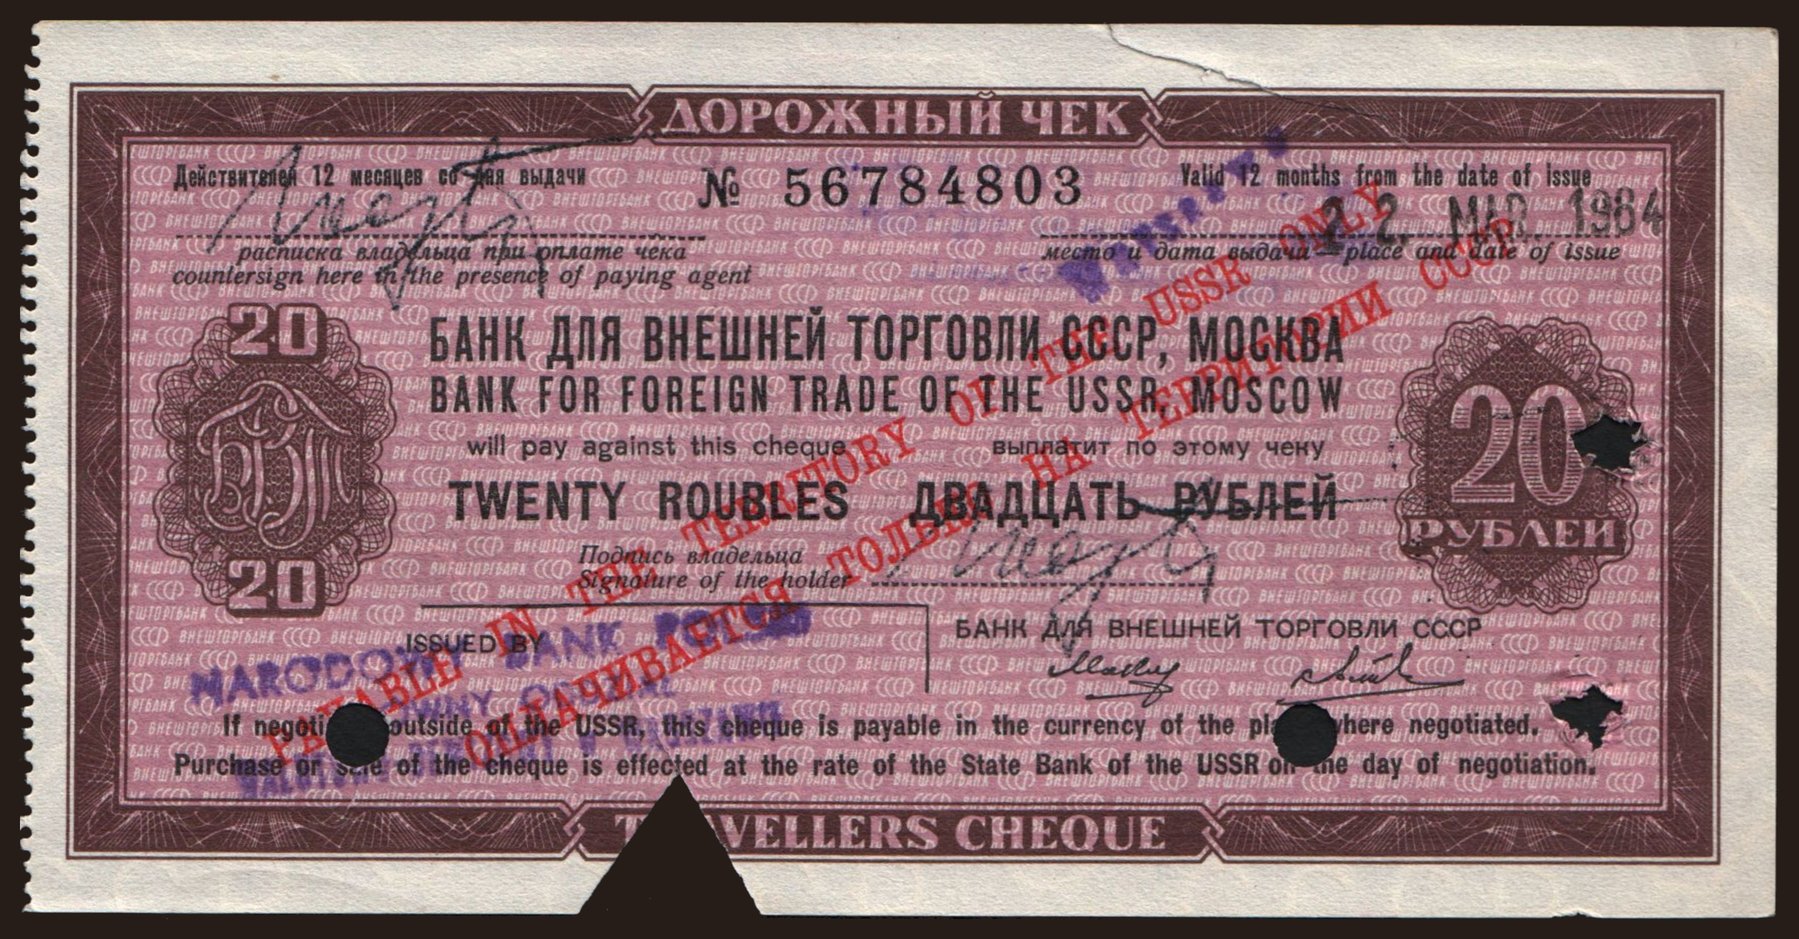 ДОРОЖНЫЙ ЧЕК
Действителен 12 месяцев со дня выдачи
№ 56784803
Valid 12 months from the date of issue
22. MAR. 1984
расписка владельца при оплате чека
countersign here in the presence of paying agent
место и дата выдачи place and date of issue
20
БВТ
20
БАНК ДЛЯ ВНЕШНЕЙ ТОРГОВЛИ СССР, МОСКВА
BANK FOR FOREIGN TRADE OF THE USSR, MOSCOW
will pay against this cheque
выплатит по этому чеку
TWENTY ROUBLES
ДВАДЦАТЬ РУБЛЕЙ
20
РУБЛЕЙ
Подпись владельца
Signature of the holder
PAYABLE IN THE TERRITORY OF THE USSR ONLY
ОПЛАЧИВАЕТСЯ ТОЛЬКО НА ТЕРРИТОРИИ СССР
ISSUED BY
NARODOWY BANK
БАНК ДЛЯ ВНЕШНЕЙ ТОРГОВЛИ СССР
If negoti outside of the USSR, this cheque is payable in the currency of the pla where negotiated.
Purchase or sale of the cheque is effected at the rate of the State Bank of the USSR on the day of negotiation.
T VELLERS CHEQUE